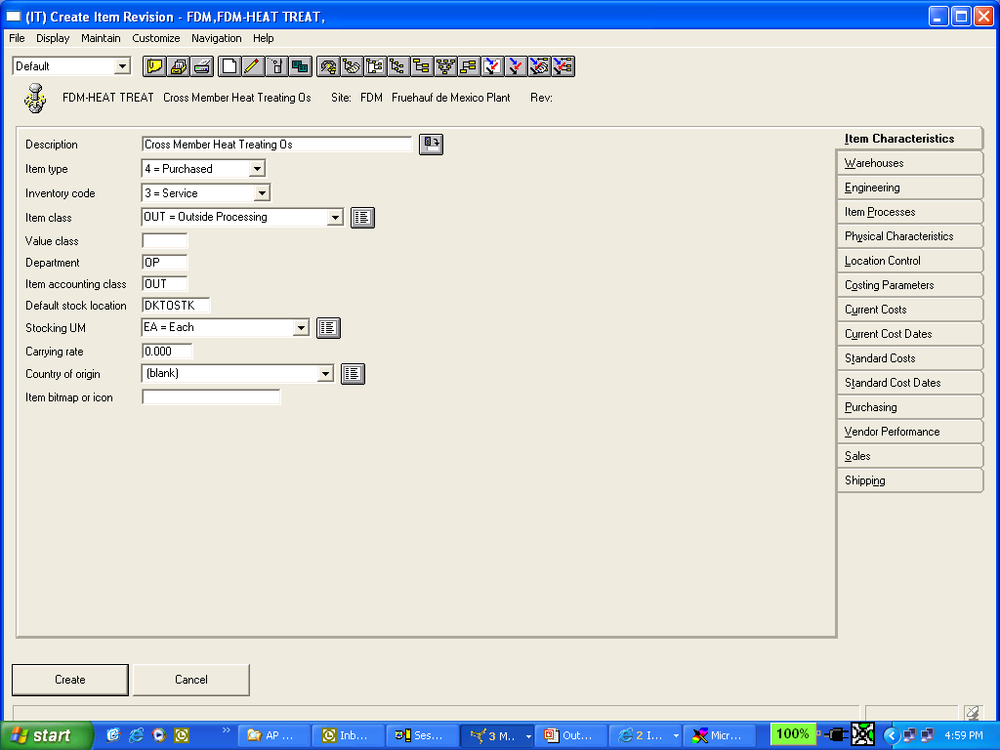 (IT) Create Item Revision - FDM,FDM-HEAT TREAT,
File Display Maintain Customize Navigation Help
Default
FDM-HEAT TREAT Cross Member Heat Treating Os Site: FDM Fruehauf de Mexico Plant Rev:
Description Cross Member Heat Treating Os
Item type 4 = Purchased
Inventory code 3 = Service
Item class OUT = Outside Processing
Value class
Department OP
Item accounting class OUT
Default stock location DKTOSTK
Stocking UM EA = Each
Carrying rate 0.000
Country of origin (blank)
Item bitmap or icon
Item Characteristics
Warehouses
Engineering
Item Processes
Physical Characteristics
Location Control
Costing Parameters
Current Costs
Current Cost Dates
Standard Costs
Standard Cost Dates
Purchasing
Vendor Performance
Sales
Shipping
Create Cancel
start AP ... Inb... Ses... 3 M.. Out... 2 I... Micr... 100% 4:59 PM